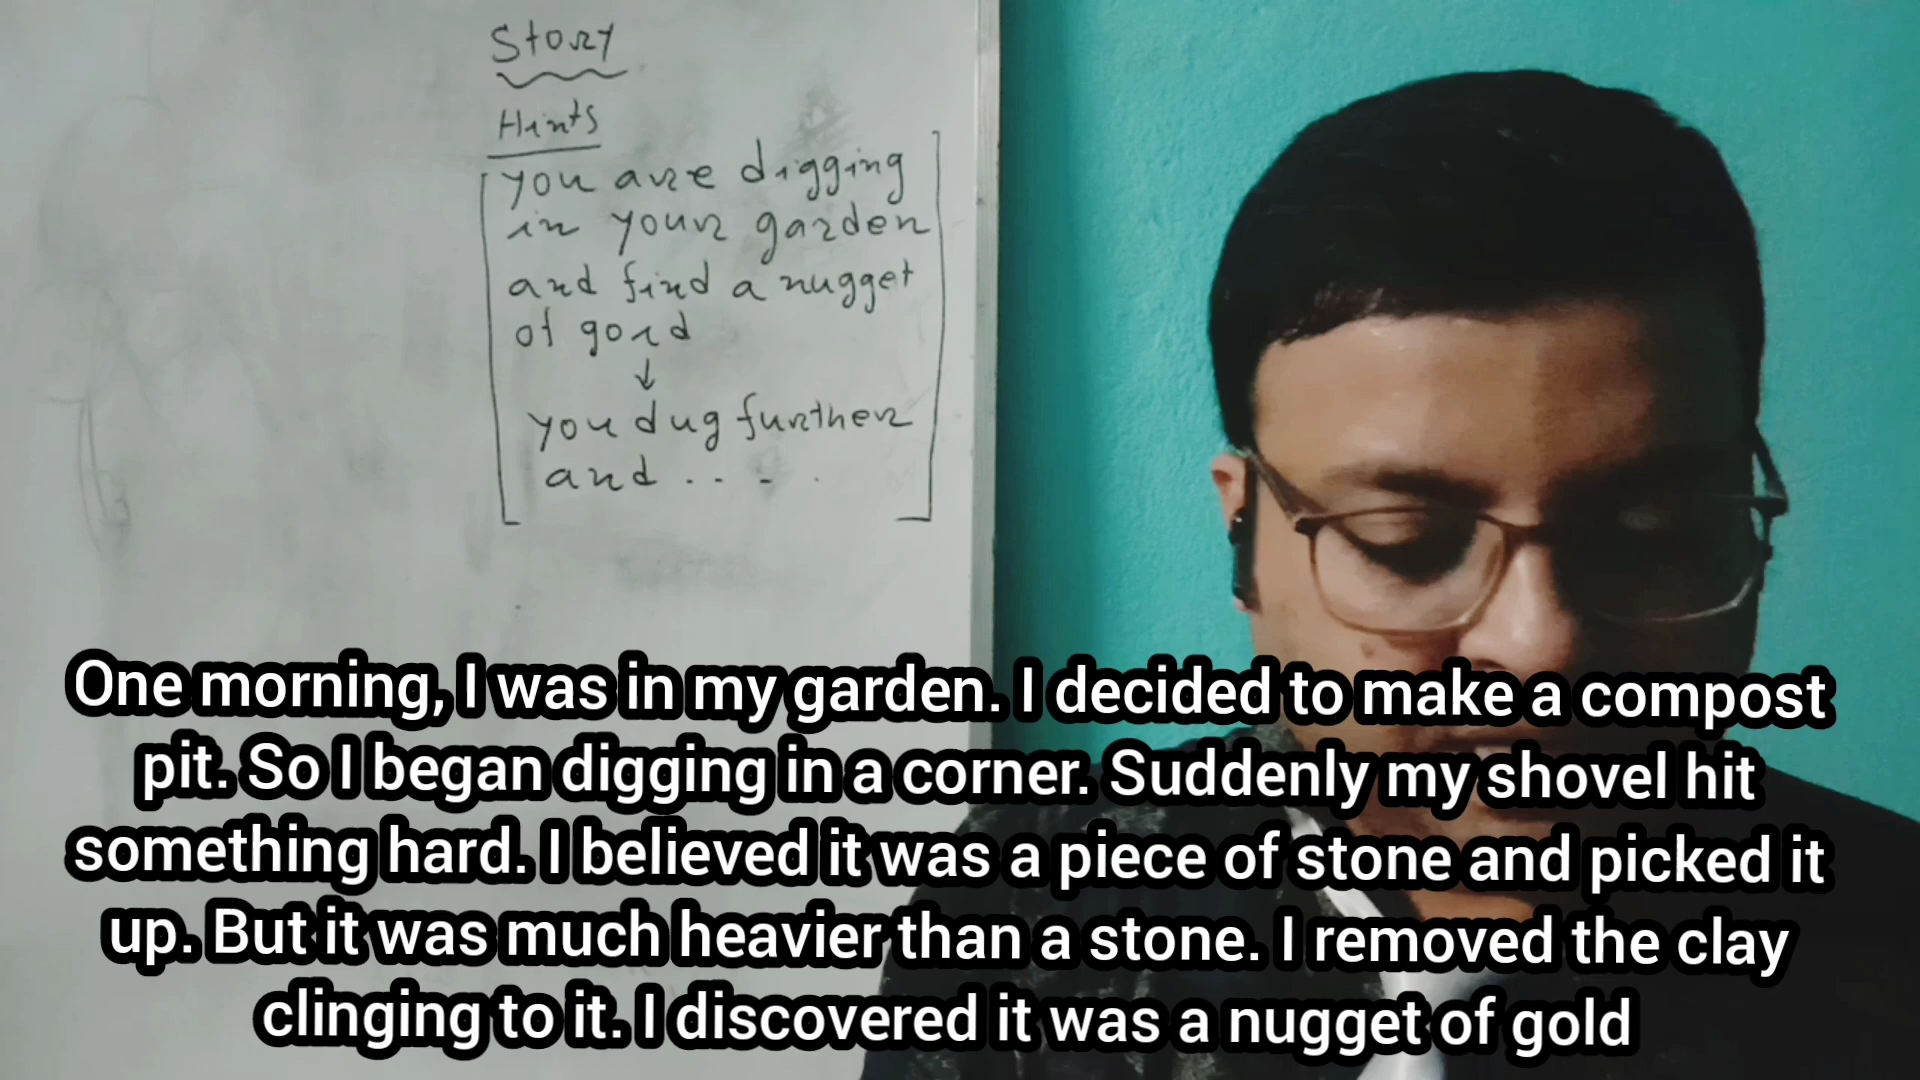 Story
Hints
you are digging
in your garden
and find a nugget
of gold
↓
you dug further
and . . - .
One morning, I was in my garden. I decided to make a compost
pit. So I began digging in a corner. Suddenly my shovel hit
something hard. I believed it was a piece of stone and picked it
up. But it was much heavier than a stone. I removed the clay
clinging to it. I discovered it was a nugget of gold